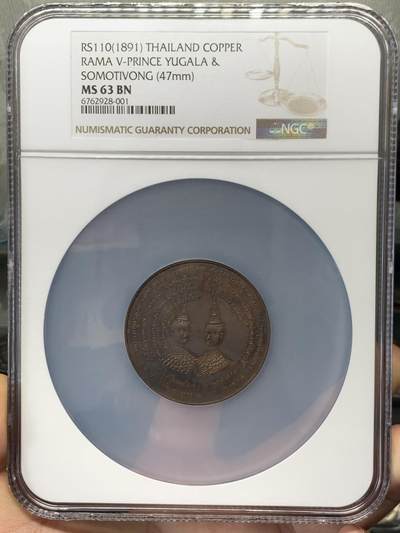 RS110(1891) THAILAND COPPER
RAMA V-PRINCE YUGALA &
SOMOTIVONG (47mm)
MS 63 BN
6762928-001
NUMISMATIC GUARANTY CORPORATION
NGC